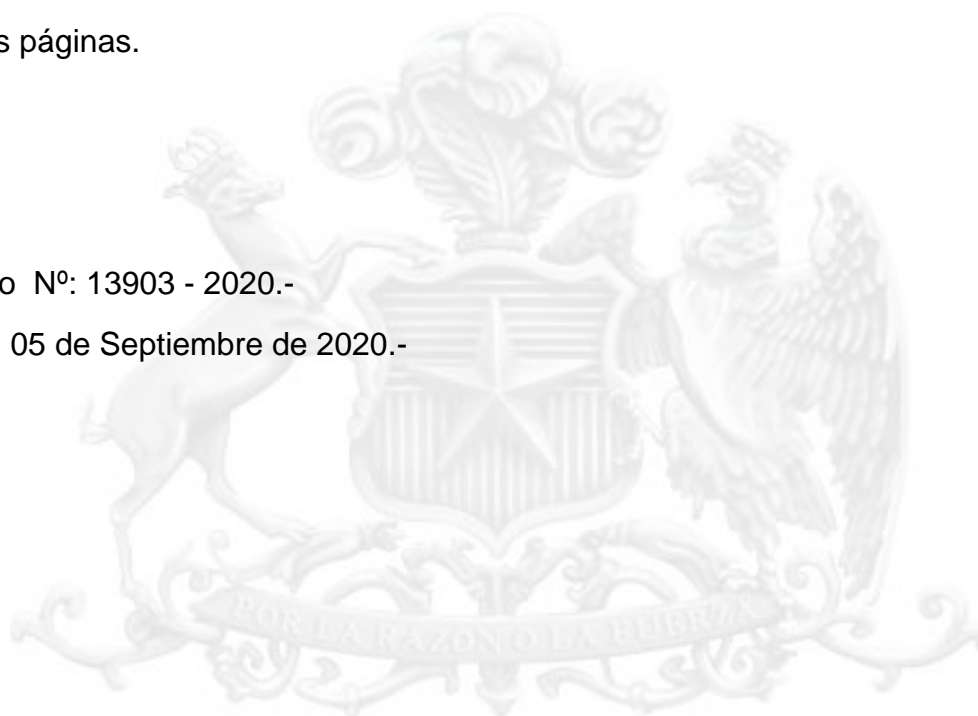 s páginas.
o Nº: 13903 - 2020.-
05 de Septiembre de 2020.-
POR LA RAZON O LA FUERZA